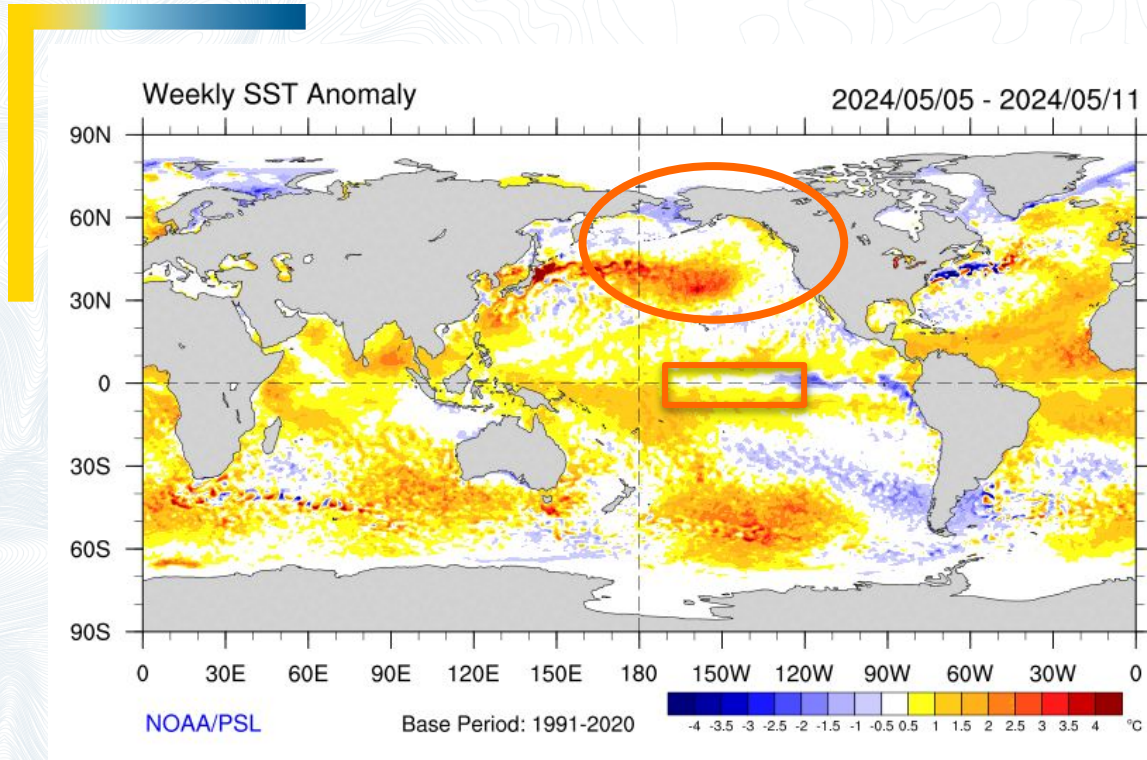 Weekly SST Anomaly
2024/05/05 - 2024/05/11
90N
60N
30N
0
30S
60S
90S
0 30E 60E 90E 120E 150E 180 150W 120W 90W 60W 30W 0
NOAA/PSL
Base Period: 1991-2020
-4 -3.5 -3 -2.5 -2 -1.5 -1 -0.5 0.5 1 1.5 2 2.5 3 3.5 4 °C